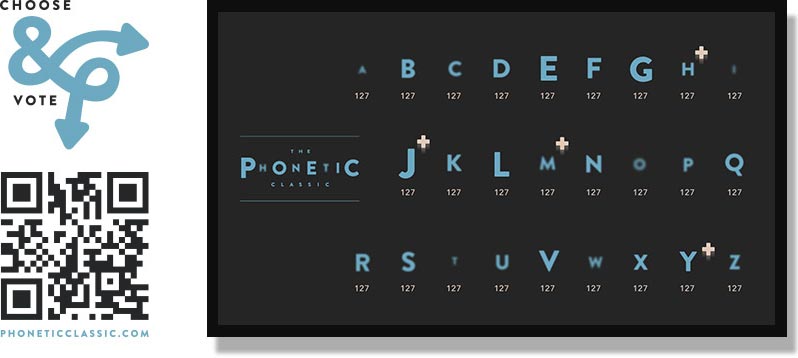 CHOOSE
&
VOTE
PHONETICCLASSIC.COM
A B C D E F G H I
127 127 127 127 127 127 127 127 127
THE
PHONETIC
CLASSIC
J K L M N O P Q
127 127 127 127 127 127 127 127
R S T U V W X Y Z
127 127 127 127 127 127 127 127 127